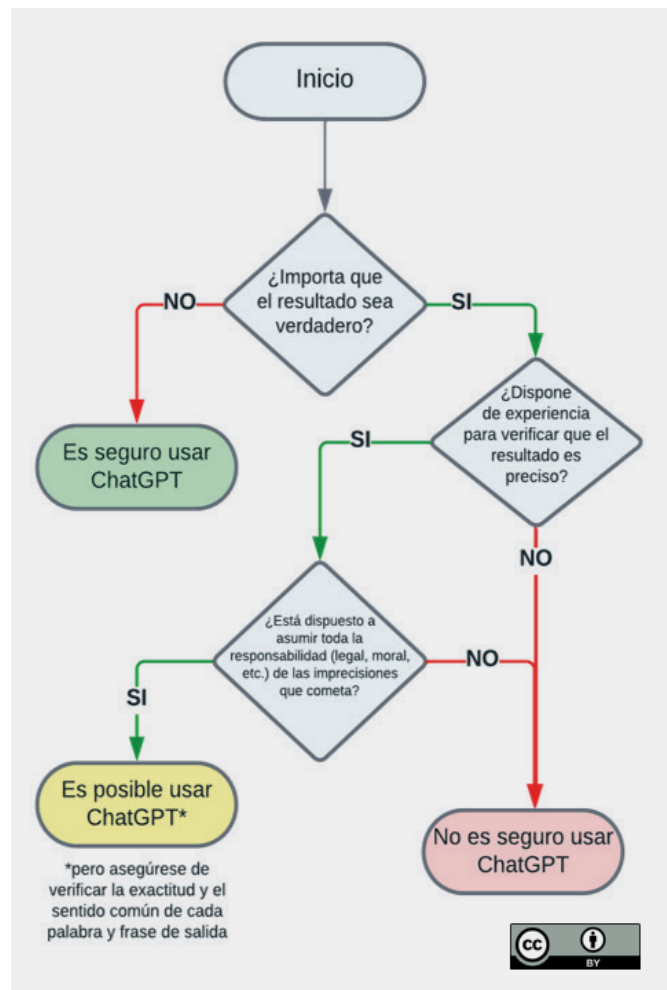 Inicio
¿Importa que
el resultado sea
verdadero?
NO
SI
¿Dispone
de experiencia
para verificar que el
resultado es
preciso?
Es seguro usar
ChatGPT
SI
NO
¿Está dispuesto a
asumir toda la
responsabilidad (legal, moral,
etc.) de las imprecisiones
que cometa?
NO
SI
Es posible usar
ChatGPT*
No es seguro usar
ChatGPT
*pero asegúrese de
verificar la exactitud y el
sentido común de cada
palabra y frase de salida
cc
BY